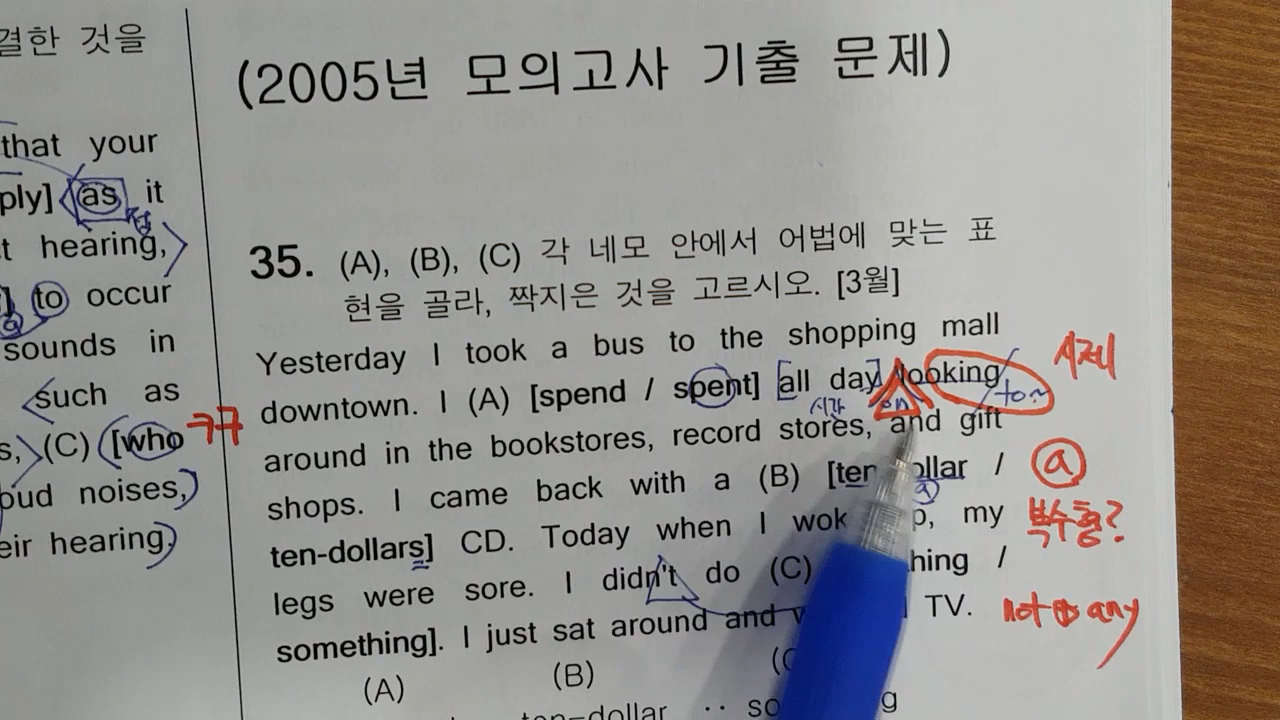 결한 것을
that your
ply] as it
t hearing,
to occur
sounds in
such as
s, (C) [who
oud noises,
eir hearing,
(2005년 모의고사 기출 문제)
35. (A), (B), (C) 각 네모 안에서 어법에 맞는 표
현을 골라, 짝지은 것을 고르시오. [3월]
Yesterday I took a bus to the shopping mall
downtown. I (A) [spend / spent] all day looking
시간 on to~
around in the bookstores, record stores, and gift
shops. I came back with a (B) [ten ollar /
ten-dollars] CD. Today when I wok p, my
legs were sore. I didn't do (C) hing /
something]. I just sat around and w TV.
(A) (B) (C
ten-dollar ·· so g
시제
ⓐ
복수형?
not any